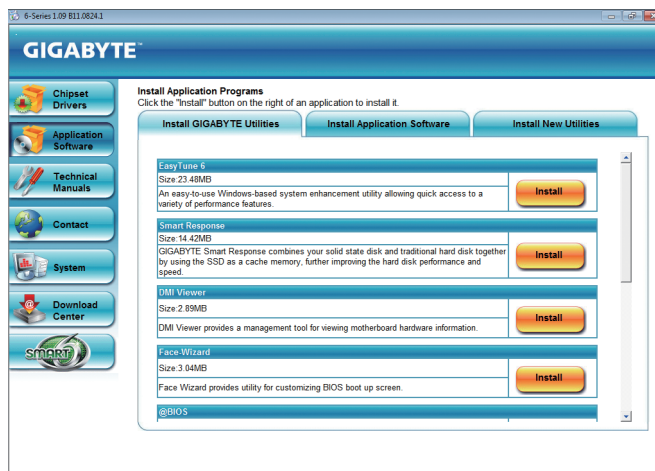 6-Series 1.09 B11.0824.1
GIGABYTE™
Chipset
Drivers
Application
Software
Technical
Manuals
Contact
System
Download
Center
SMART 6
Install Application Programs
Click the "Install" button on the right of an application to install it.
Install GIGABYTE Utilities
Install Application Software
Install New Utilities
EasyTune 6
Size:23.48MB
An easy-to-use Windows-based system enhancement utility allowing quick access to a
variety of performance features.
Install
Smart Response
Size:14.42MB
GIGABYTE Smart Response combines your solid state disk and traditional hard disk together
by using the SSD as a cache memory, further improving the hard disk performance and
speed.
Install
DMI Viewer
Size:2.89MB
DMI Viewer provides a management tool for viewing motherboard hardware information.
Install
Face-Wizard
Size:3.04MB
Face Wizard provides utility for customizing BIOS boot up screen.
Install
@BIOS